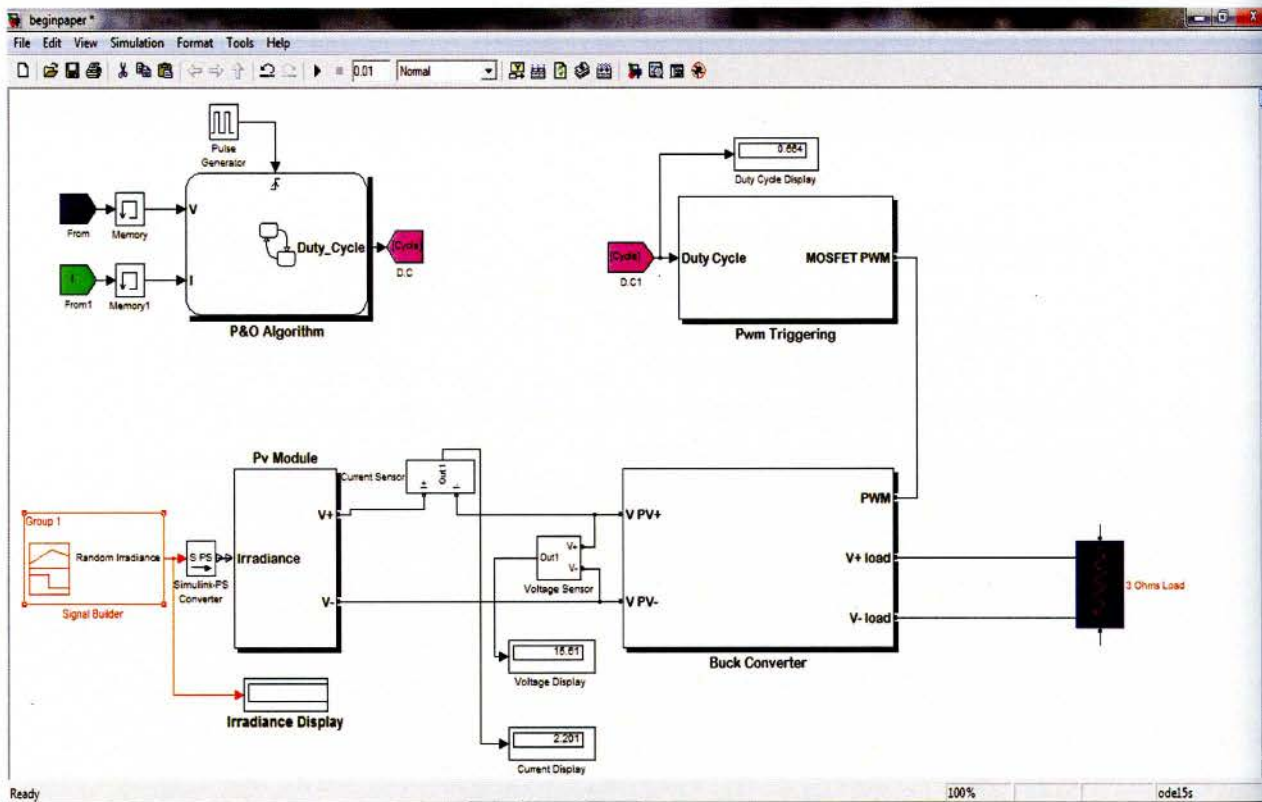 beginpaper *
File Edit View Simulation Format Tools Help
0.01 Normal
Pulse
Generator
V
I
Duty_Cycle
From
Memory
From1
Memory1
[Cycle]
D.C
P&O Algorithm
0.664
Duty Cycle Display
[Cycle]
D.C1
Duty Cycle
MOSFET PWM
Pwm Triggering
Group 1
Random Irradiance
Signal Builder
S PS
Simulink-PS
Converter
Pv Module
Irradiance
V+
V-
Irradiance Display
Current Sensor
+
Out1
-
Out1
V+
V-
Voltage Sensor
Voltage Display
2.201
Current Display
V PV+
V PV-
PWM
V+ load
V- load
Buck Converter
3 Ohms Load
Ready
100%
ode15s